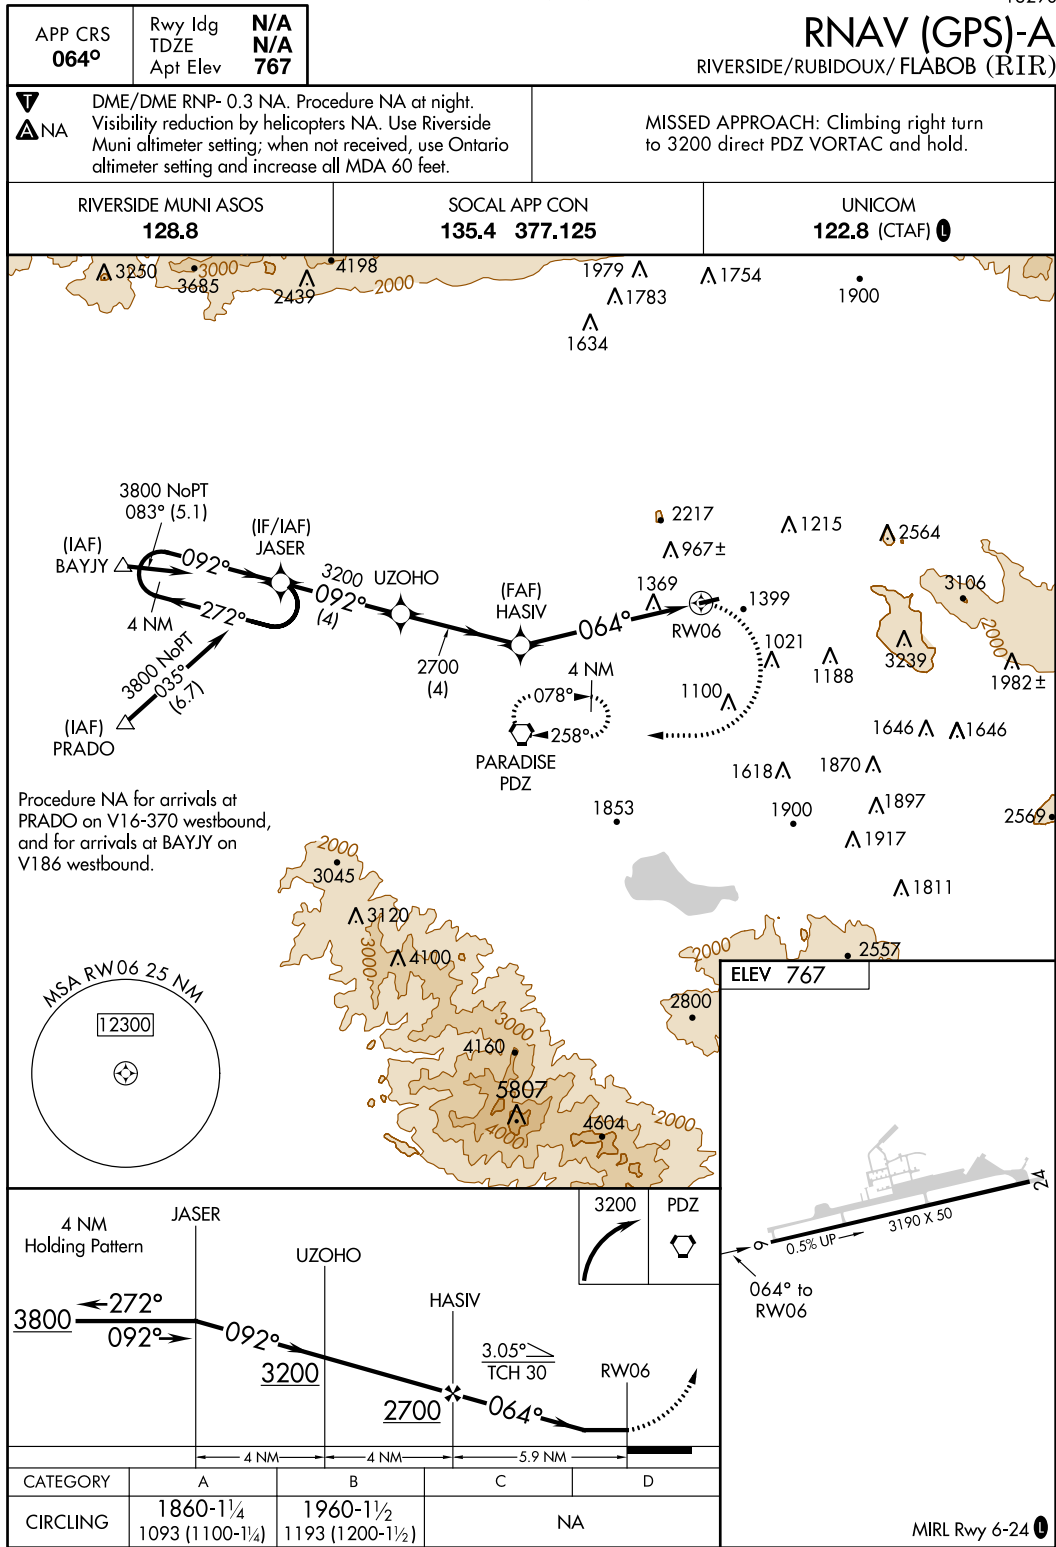 APP CRS
064°
Rwy Idg N/A
TDZE N/A
Apt Elev 767
RNAV (GPS)-A
RIVERSIDE/RUBIDOUX/ FLABOB (RIR)
T
A NA
DME/DME RNP- 0.3 NA. Procedure NA at night.
Visibility reduction by helicopters NA. Use Riverside
Muni altimeter setting; when not received, use Ontario
altimeter setting and increase all MDA 60 feet.
MISSED APPROACH: Climbing right turn
to 3200 direct PDZ VORTAC and hold.
RIVERSIDE MUNI ASOS
128.8
SOCAL APP CON
135.4 377.125
UNICOM
122.8 (CTAF) L
3250
3000
3685
2439
4198
2000
1979
1783
1634
1754
1900
3800 NoPT
083° (5.1)
(IAF)
BAYJY
092°
(IF/IAF)
JASER
3200
092°
(4)
UZOHO
272°
4 NM
3800 NoPT
035°
(6.7)
(IAF)
PRADO
2700
(4)
(FAF)
HASIV
064°
1369
967±
2217
RW06
1399
1215
2564
3106
2000
3239
1982±
1021
1188
1100
4 NM
078°
258°
PARADISE
PDZ
1646
1646
1618
1870
1853
1900
1897
1917
2569
1811
Procedure NA for arrivals at
PRADO on V16-370 westbound,
and for arrivals at BAYJY on
V186 westbound.
2000
3045
3120
3000
4100
2000
2557
2800
3000
4160
5807
4000
4604
2000
MSA RW06 25 NM
12300
ELEV 767
6
24
0.5% UP
3190 X 50
064° to
RW06
MIRL Rwy 6-24 L
4 NM
Holding Pattern
JASER
UZOHO
HASIV
RW06
3200
PDZ
3800
272°
092°
092°
3200
2700
3.05°
TCH 30
064°
4 NM
4 NM
5.9 NM
CATEGORY A B C D
CIRCLING
1860-1¼
1093 (1100-1¼)
1960-1½
1193 (1200-1½)
NA